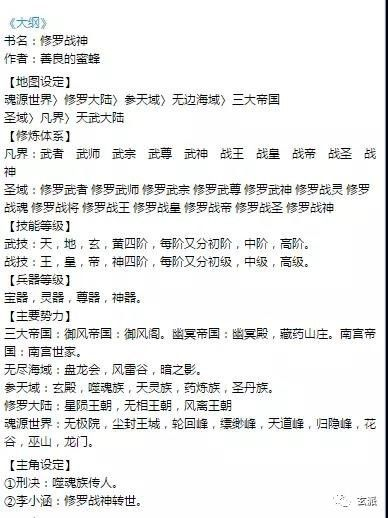 《大纲》
书名：修罗战神
作者：善良的蜜蜂
【地图设定】
魂源世界〉修罗大陆〉参天域〉无边海域〉三大帝国
圣域〉凡界〉天武大陆
【修炼体系】
凡界：武者 武师 武宗 武尊 武神 战王 战皇 战帝 战圣 战
神
圣域：修罗武者 修罗武师 修罗武宗 修罗武尊 修罗武神 修罗战灵 修罗
战魂 修罗战将 修罗战王 修罗战皇 修罗战帝 修罗战圣 修罗战神
【技能等级】
武技：天，地，玄，黄四阶，每阶又分初阶，中阶，高阶。
战技：王，皇，帝，神四阶，每阶又分初级，中级，高级。
【兵器等级】
宝器，灵器，尊器，神器。
【主要势力】
三大帝国：御风帝国：御风阁。幽冥帝国：幽冥殿，藏药山庄。南宫帝
国：南宫世家。
无尽海域：盘龙会，风雷谷，暗之影。
参天域：玄殿，噬魂族，天灵族，药炼族，圣丹族。
修罗大陆：星陨王朝，无相王朝，风离王朝
魂源世界：无极院，尘封王城，轮回峰，缥缈峰，天道峰，归隐峰，花
谷，巫山，龙门。
【主角设定】
①刑决：噬魂族传人。
②李小涵：修罗战神转世。
玄派